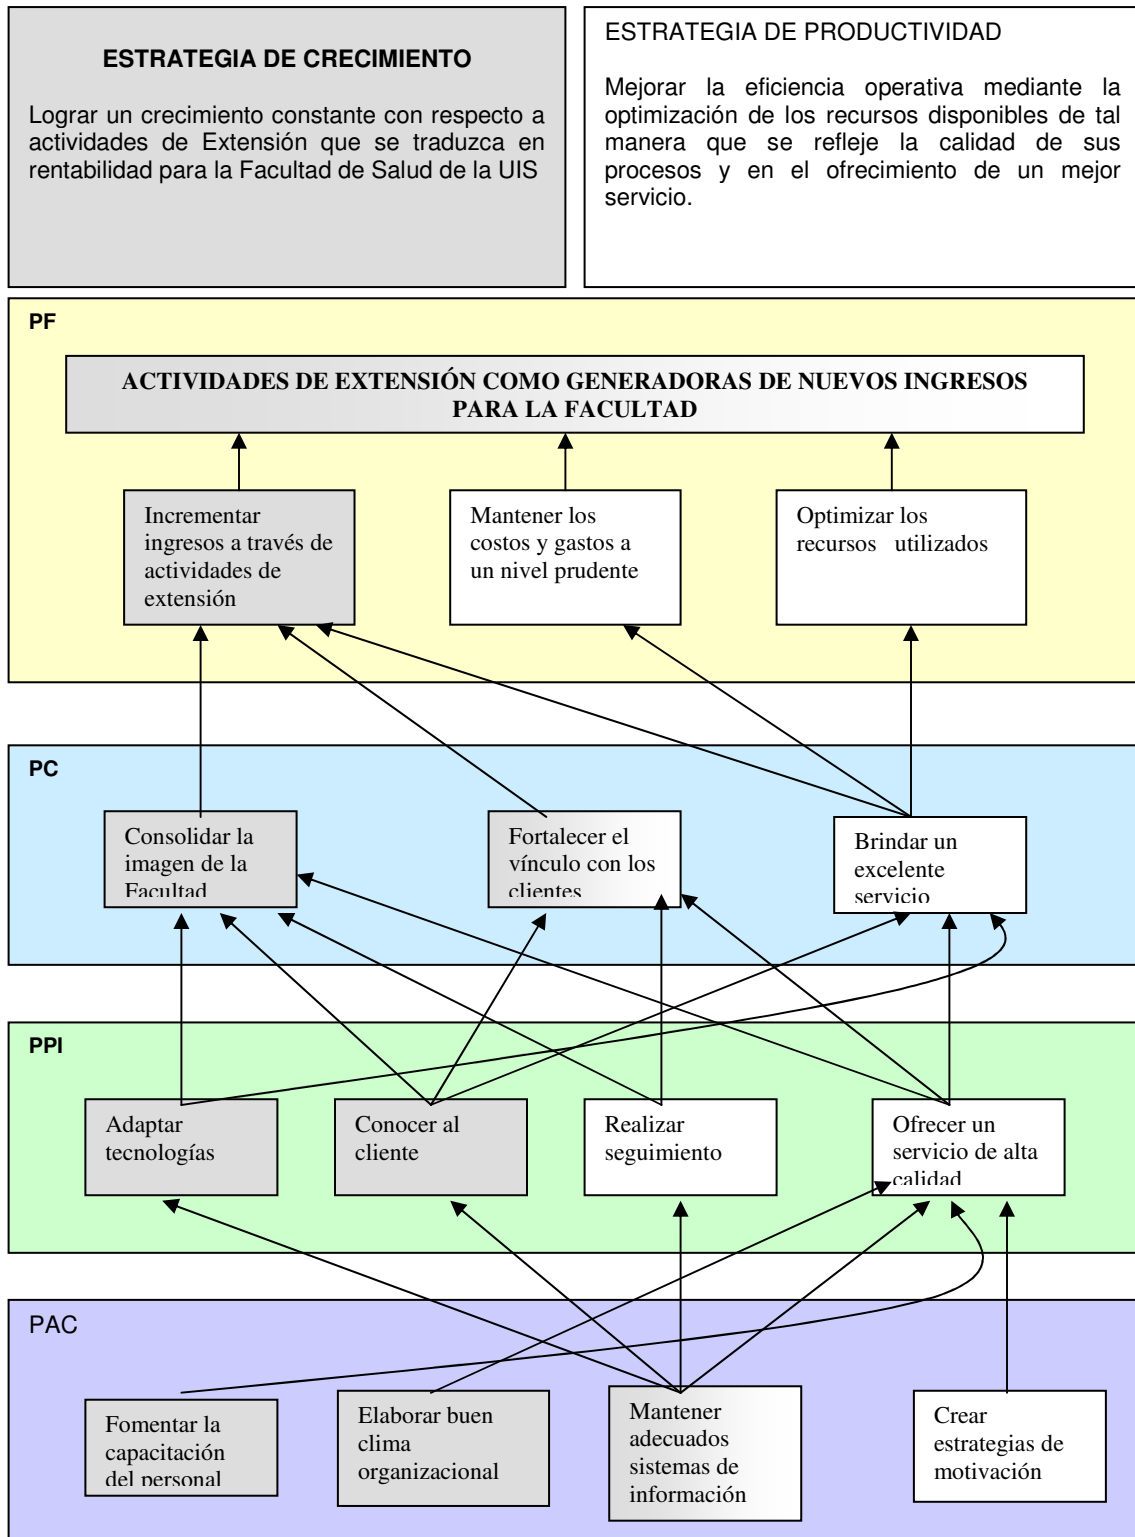 ESTRATEGIA DE CRECIMIENTO
Lograr un crecimiento constante con respecto a
actividades de Extensión que se traduzca en
rentabilidad para la Facultad de Salud de la UIS
ESTRATEGIA DE PRODUCTIVIDAD
Mejorar la eficiencia operativa mediante la
optimización de los recursos disponibles de tal
manera que se refleje la calidad de sus
procesos y en el ofrecimiento de un mejor
servicio.
PF
ACTIVIDADES DE EXTENSIÓN COMO GENERADORAS DE NUEVOS INGRESOS
PARA LA FACULTAD
Incrementar
ingresos a través de
actividades de
extensión
Mantener los
costos y gastos a
un nivel prudente
Optimizar los
recursos utilizados
PC
Consolidar la
imagen de la
Facultad
Fortalecer el
vínculo con los
clientes
Brindar un
excelente
servicio
PPI
Adaptar
tecnologías
Conocer al
cliente
Realizar
seguimiento
Ofrecer un
servicio de alta
calidad
PAC
Fomentar la
capacitación
del personal
Elaborar buen
clima
organizacional
Mantener
adecuados
sistemas de
información
Crear
estrategias de
motivación